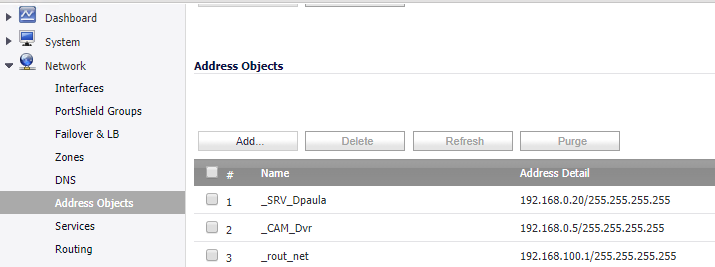 Dashboard
System
Network
Interfaces
PortShield Groups
Failover & LB
Zones
DNS
Address Objects
Services
Routing
Address Objects
Add... Delete Refresh Purge
# Name Address Detail
1 _SRV_Dpaula 192.168.0.20/255.255.255.255
2 _CAM_Dvr 192.168.0.5/255.255.255.255
3 _rout_net 192.168.100.1/255.255.255.255